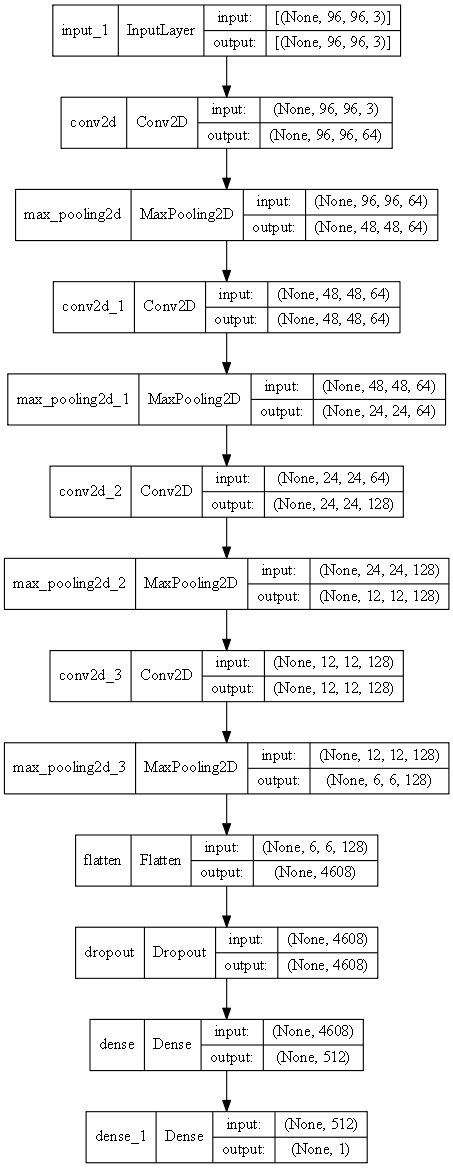 input_1 InputLayer input: [(None, 96, 96, 3)]
output: [(None, 96, 96, 3)]
conv2d Conv2D input: (None, 96, 96, 3)
output: (None, 96, 96, 64)
max_pooling2d MaxPooling2D input: (None, 96, 96, 64)
output: (None, 48, 48, 64)
conv2d_1 Conv2D input: (None, 48, 48, 64)
output: (None, 48, 48, 64)
max_pooling2d_1 MaxPooling2D input: (None, 48, 48, 64)
output: (None, 24, 24, 64)
conv2d_2 Conv2D input: (None, 24, 24, 64)
output: (None, 24, 24, 128)
max_pooling2d_2 MaxPooling2D input: (None, 24, 24, 128)
output: (None, 12, 12, 128)
conv2d_3 Conv2D input: (None, 12, 12, 128)
output: (None, 12, 12, 128)
max_pooling2d_3 MaxPooling2D input: (None, 12, 12, 128)
output: (None, 6, 6, 128)
flatten Flatten input: (None, 6, 6, 128)
output: (None, 4608)
dropout Dropout input: (None, 4608)
output: (None, 4608)
dense Dense input: (None, 4608)
output: (None, 512)
dense_1 Dense input: (None, 512)
output: (None, 1)